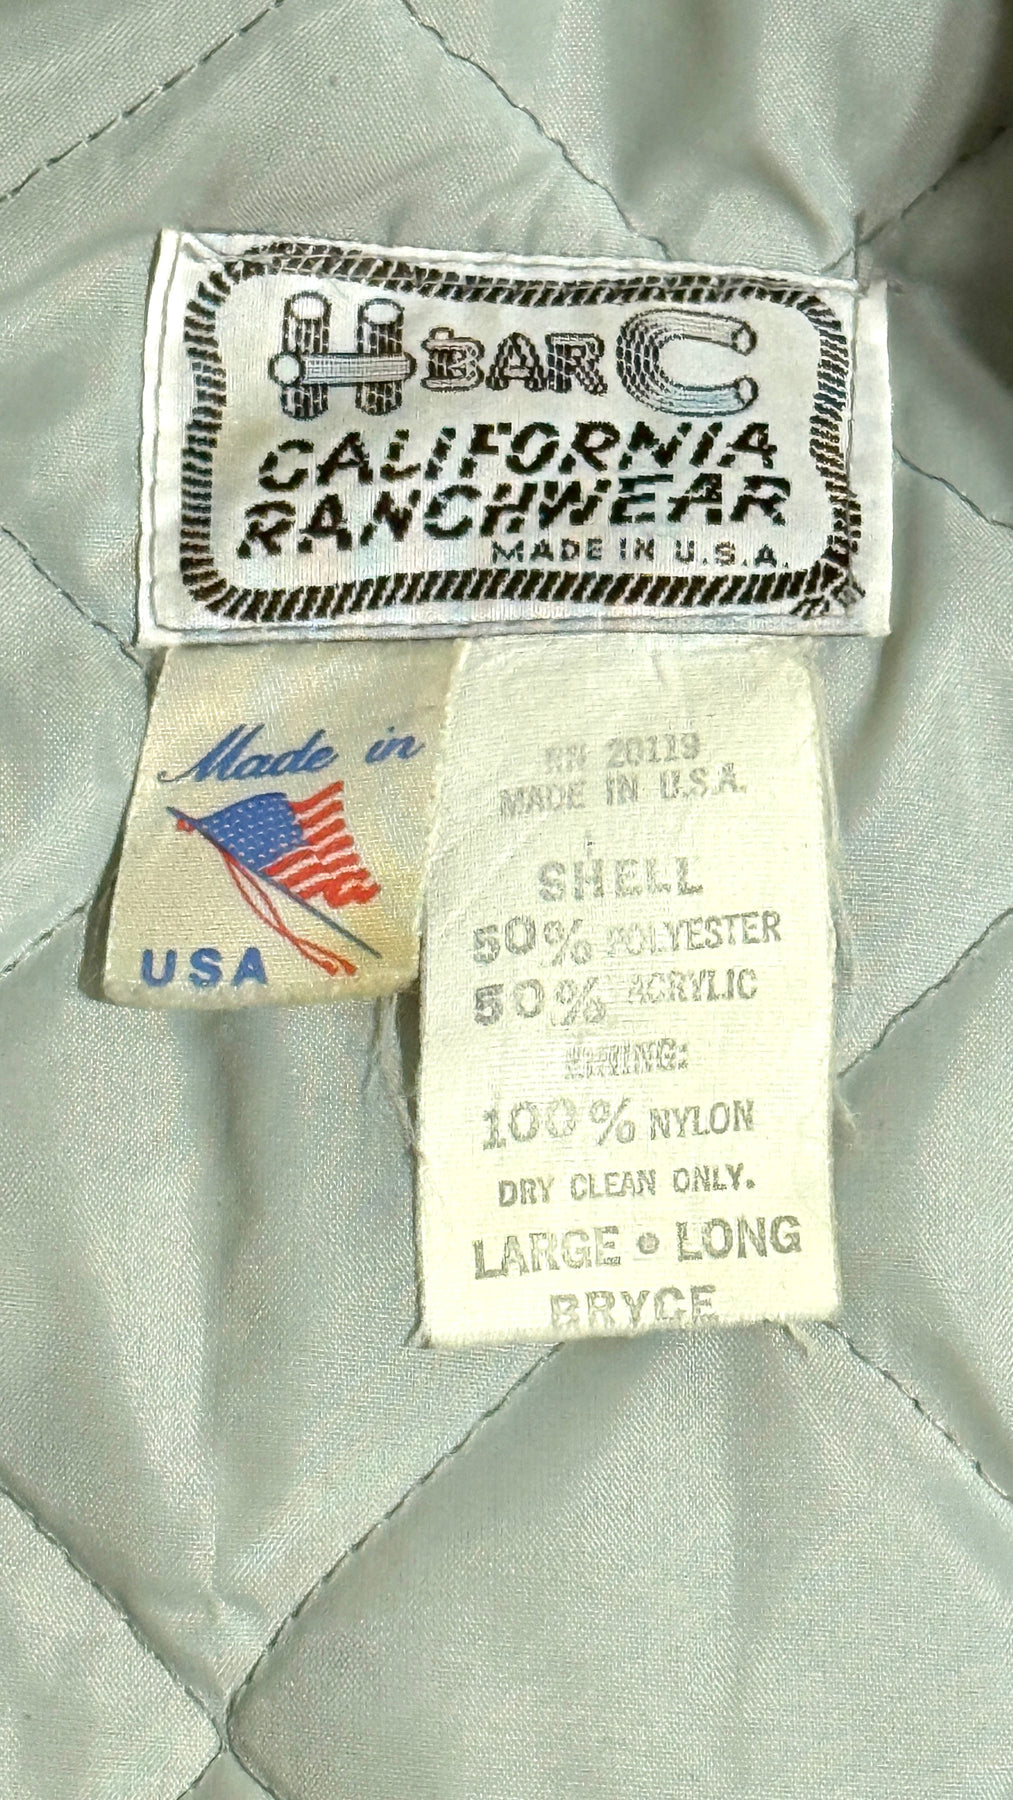 H BAR C
CALIFORNIA
RANCHWEAR
MADE IN U.S.A.
Made in
USA
RN 20119
MADE IN U.S.A.
SHELL
50% POLYESTER
50% ACRYLIC
LINING:
100% NYLON
DRY CLEAN ONLY.
LARGE • LONG
BRYCE